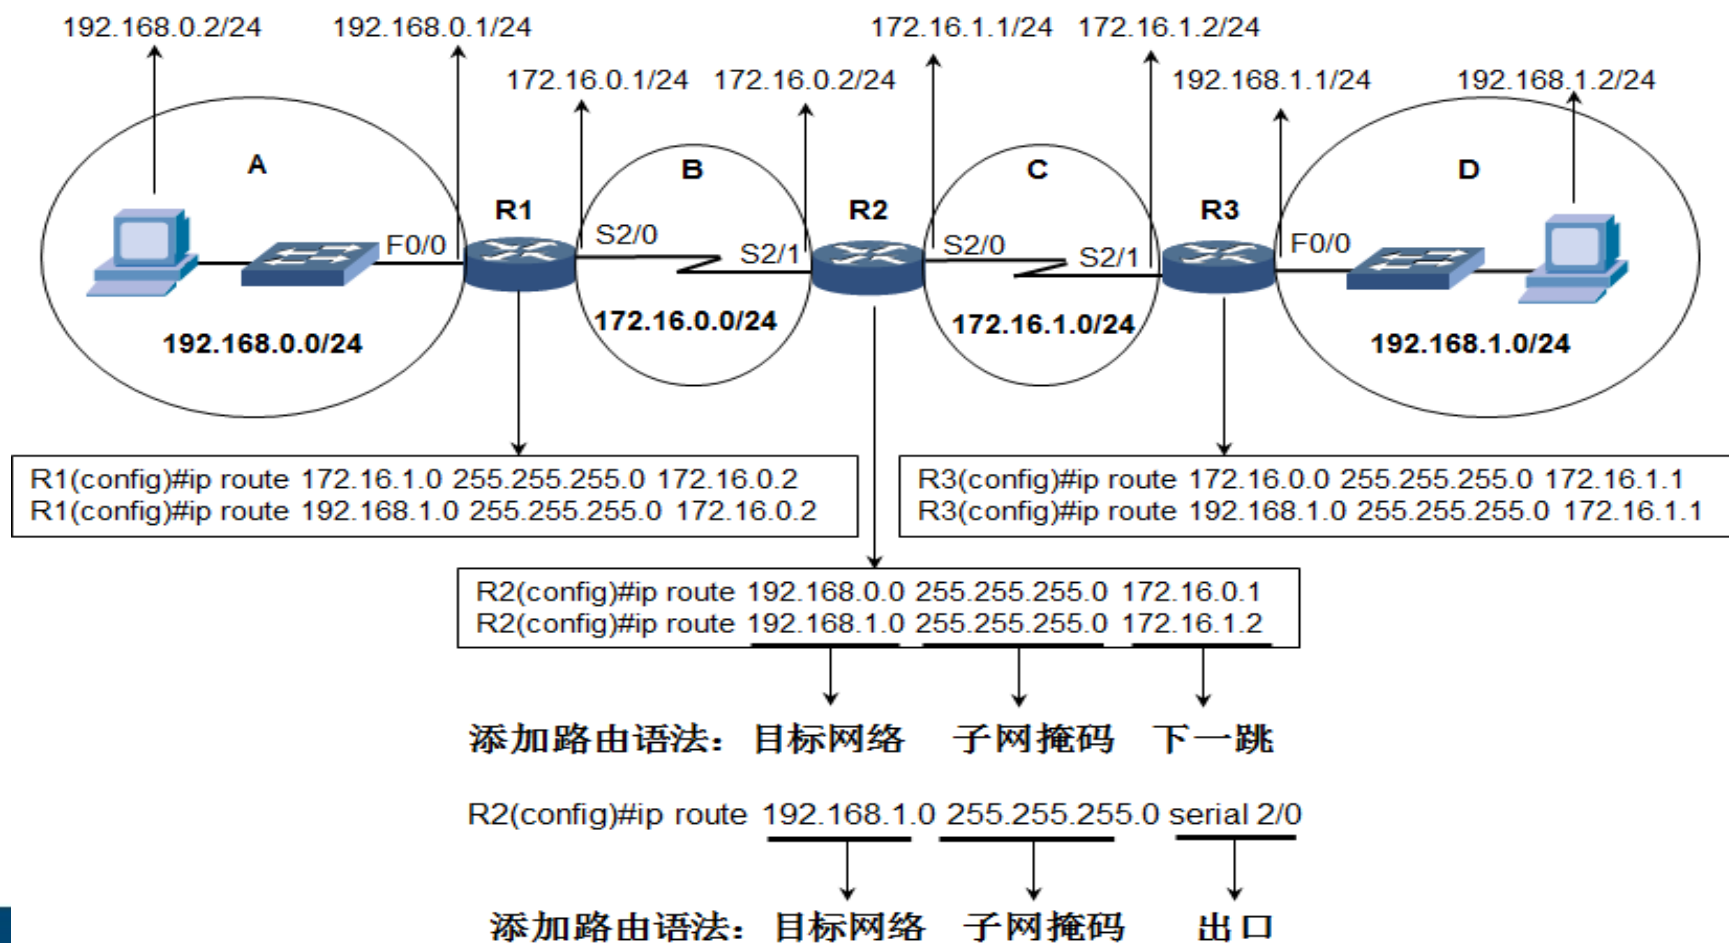 192.168.0.2/24 192.168.0.1/24 172.16.1.1/24 172.16.1.2/24
172.16.0.1/24 172.16.0.2/24 192.168.1.1/24 192.168.1.2/24
A B C D
R1 R2 R3
F0/0 S2/0 S2/1 S2/0 S2/1 F0/0
192.168.0.0/24 172.16.0.0/24 172.16.1.0/24 192.168.1.0/24
R1(config)#ip route 172.16.1.0 255.255.255.0 172.16.0.2
R1(config)#ip route 192.168.1.0 255.255.255.0 172.16.0.2
R3(config)#ip route 172.16.0.0 255.255.255.0 172.16.1.1
R3(config)#ip route 192.168.1.0 255.255.255.0 172.16.1.1
R2(config)#ip route 192.168.0.0 255.255.255.0 172.16.0.1
R2(config)#ip route 192.168.1.0 255.255.255.0 172.16.1.2
添加路由语法：目标网络 子网掩码 下一跳
R2(config)#ip route 192.168.1.0 255.255.255.0 serial 2/0
添加路由语法：目标网络 子网掩码 出口